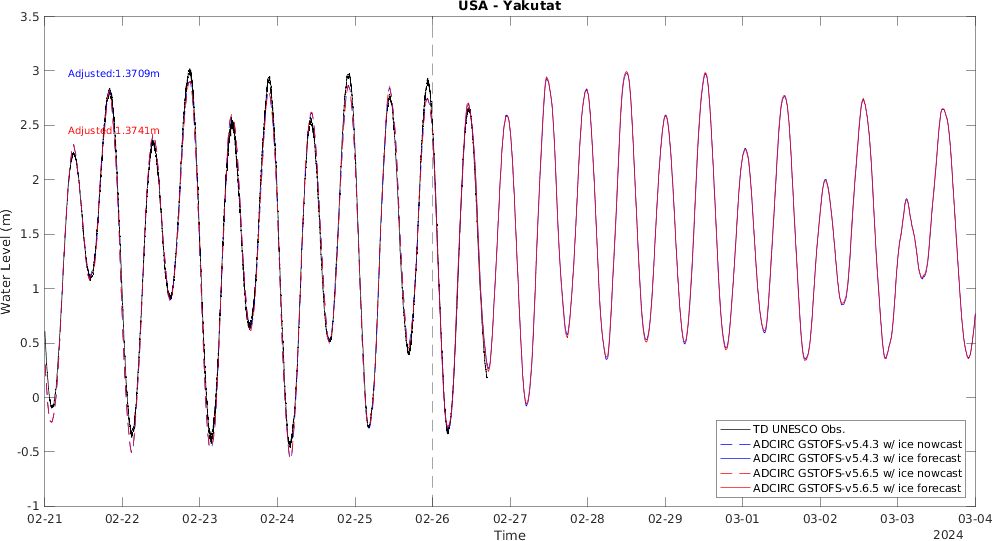 USA - Yakutat
3.5
3
2.5
2
1.5
1
0.5
0
-0.5
-1
Water Level (m)
Adjusted:1.3709m
Adjusted:1.3741m
TD UNESCO Obs.
ADCIRC GSTOFS-v5.4.3 w/ ice nowcast
ADCIRC GSTOFS-v5.4.3 w/ ice forecast
ADCIRC GSTOFS-v5.6.5 w/ ice nowcast
ADCIRC GSTOFS-v5.6.5 w/ ice forecast
02-21 02-22 02-23 02-24 02-25 02-26 02-27 02-28 02-29 03-01 03-02 03-03 03-04
Time
2024